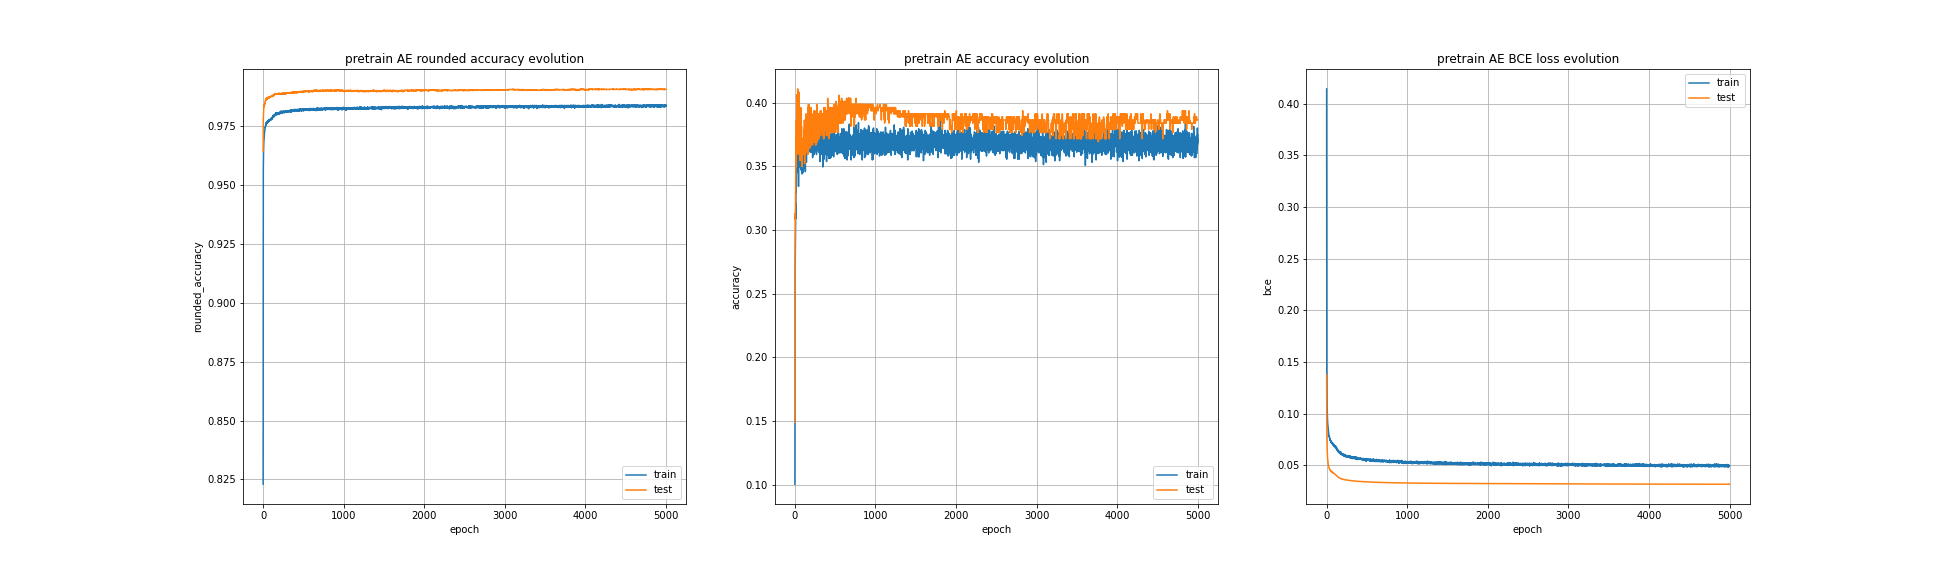 pretrain AE rounded accuracy evolution
rounded_accuracy
0.975
0.950
0.925
0.900
0.875
0.850
0.825
0
1000
2000
3000
4000
5000
epoch
train
test
pretrain AE accuracy evolution
accuracy
0.40
0.35
0.30
0.25
0.20
0.15
0.10
0
1000
2000
3000
4000
5000
epoch
train
test
pretrain AE BCE loss evolution
bce
0.40
0.35
0.30
0.25
0.20
0.15
0.10
0.05
0
1000
2000
3000
4000
5000
epoch
train
test